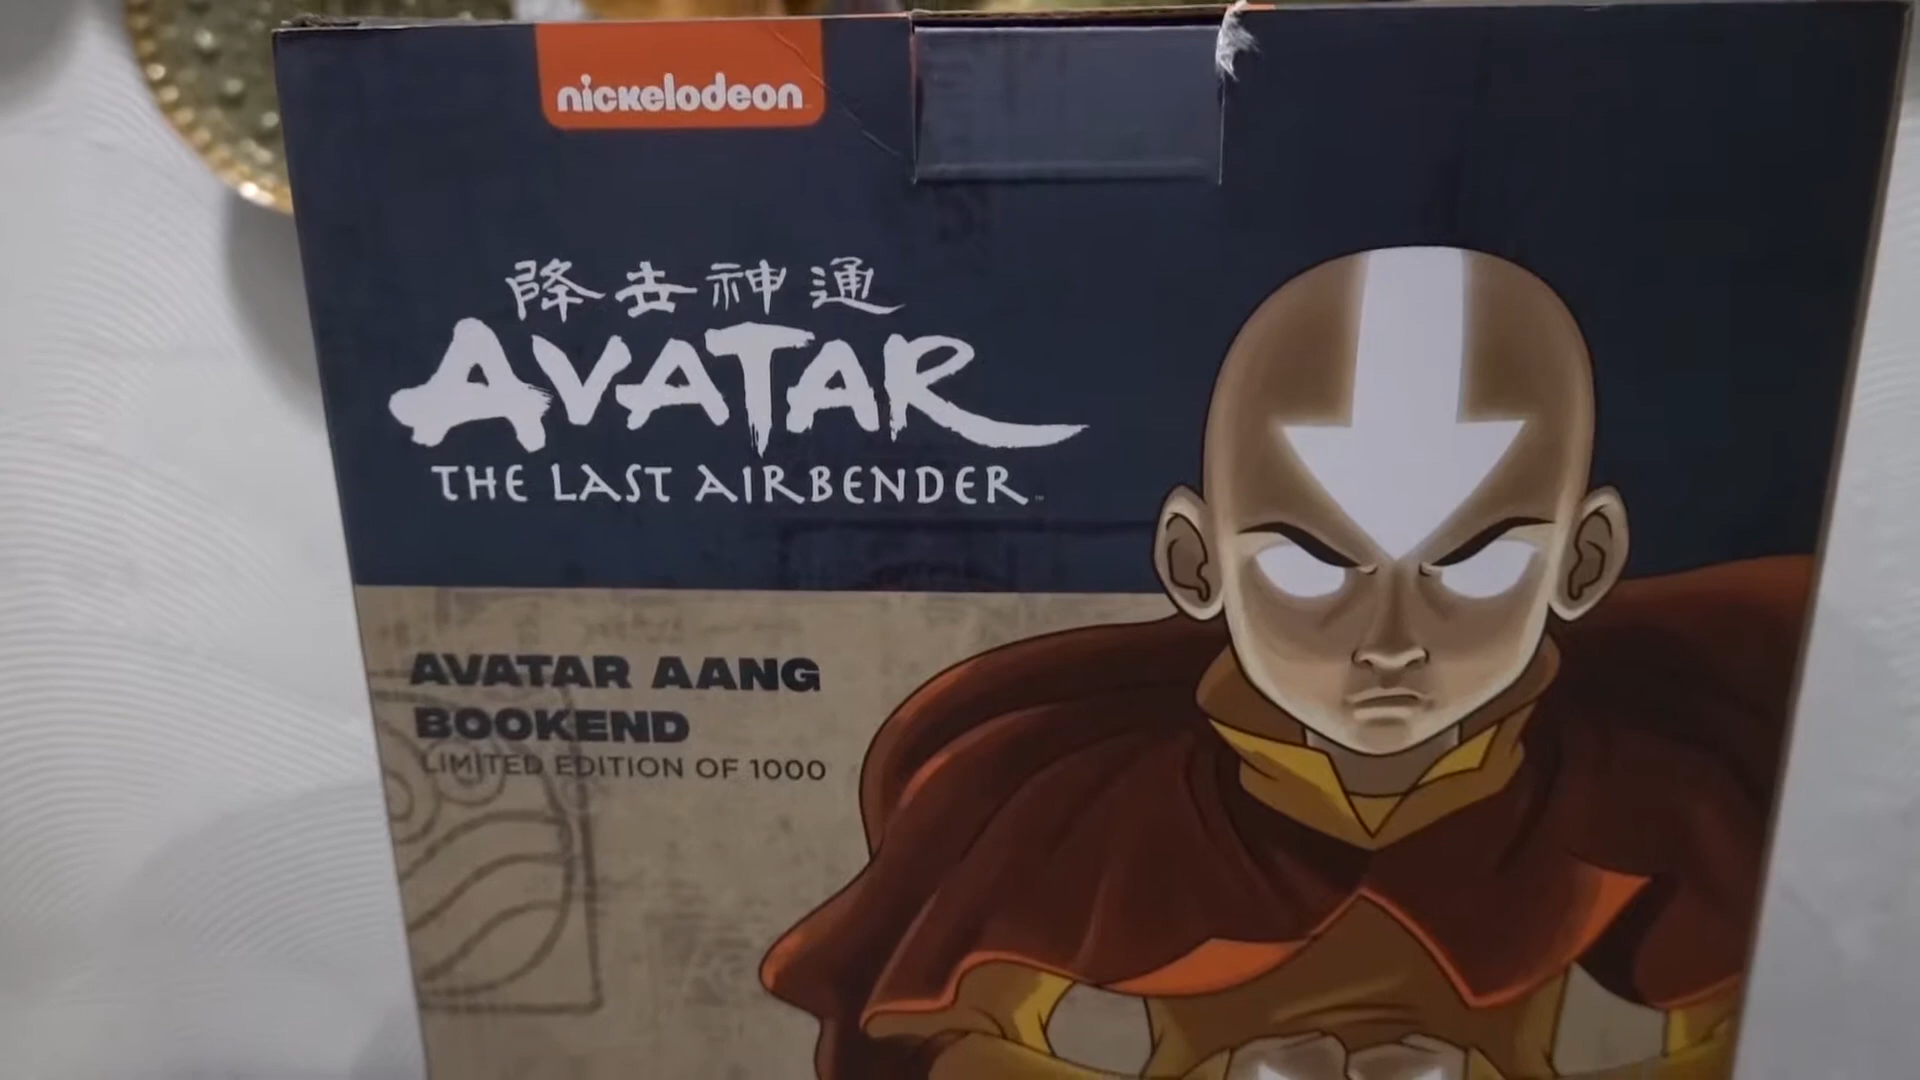 nickelodeon
降去神通
AVATAR
THE LAST AIRBENDER
AVATAR AANG
BOOKEND
LIMITED EDITION OF 1000